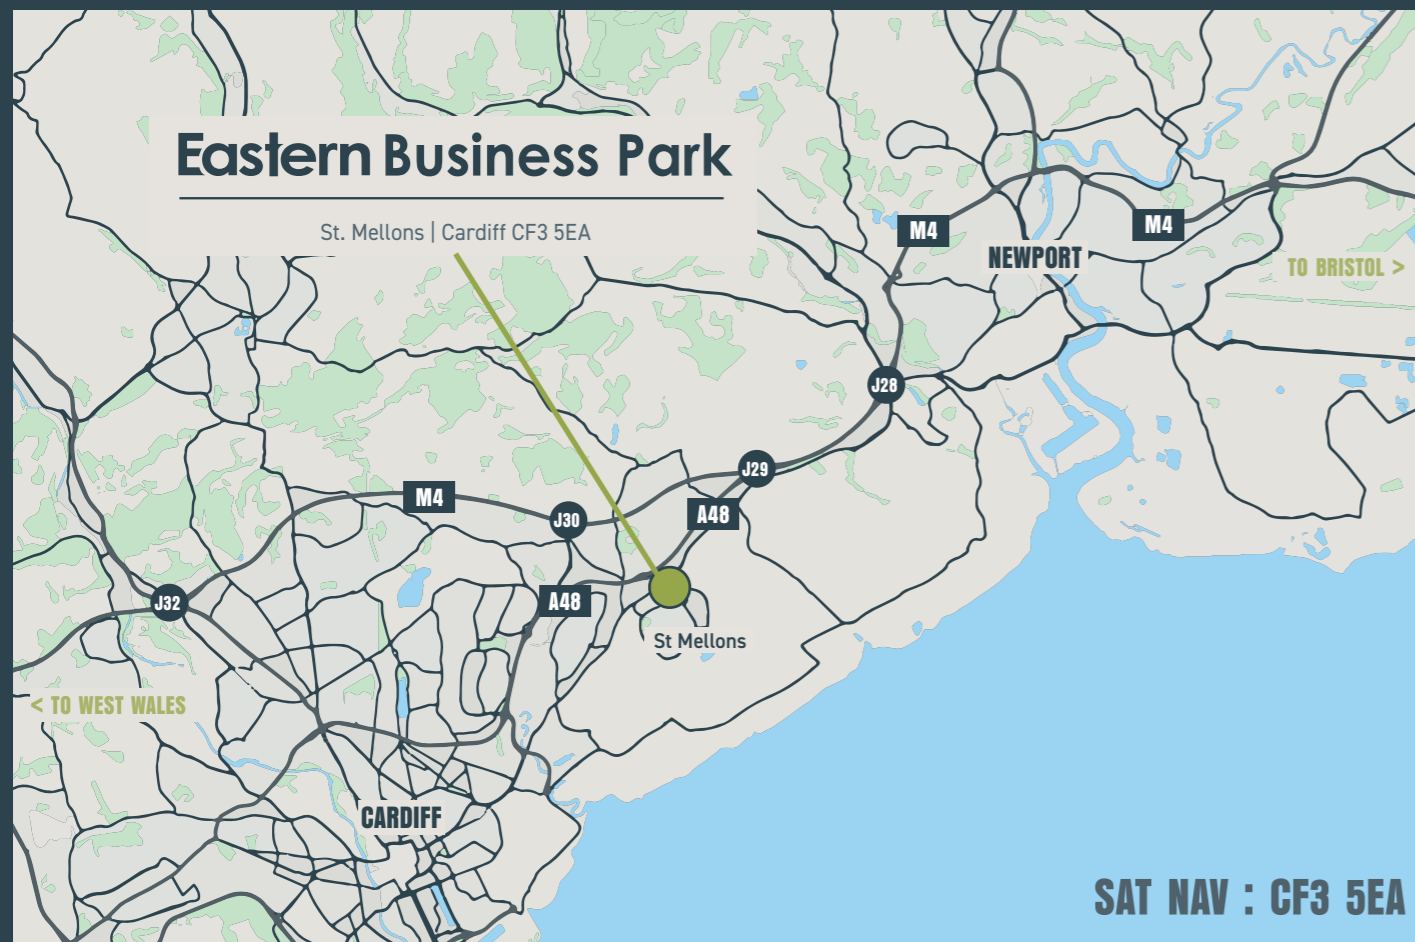 Eastern Business Park
St. Mellons | Cardiff CF3 5EA
M4
M4
NEWPORT
TO BRISTOL >
J28
J29
M4
A48
J30
J32
A48
St Mellons
< TO WEST WALES
CARDIFF
SAT NAV : CF3 5EA